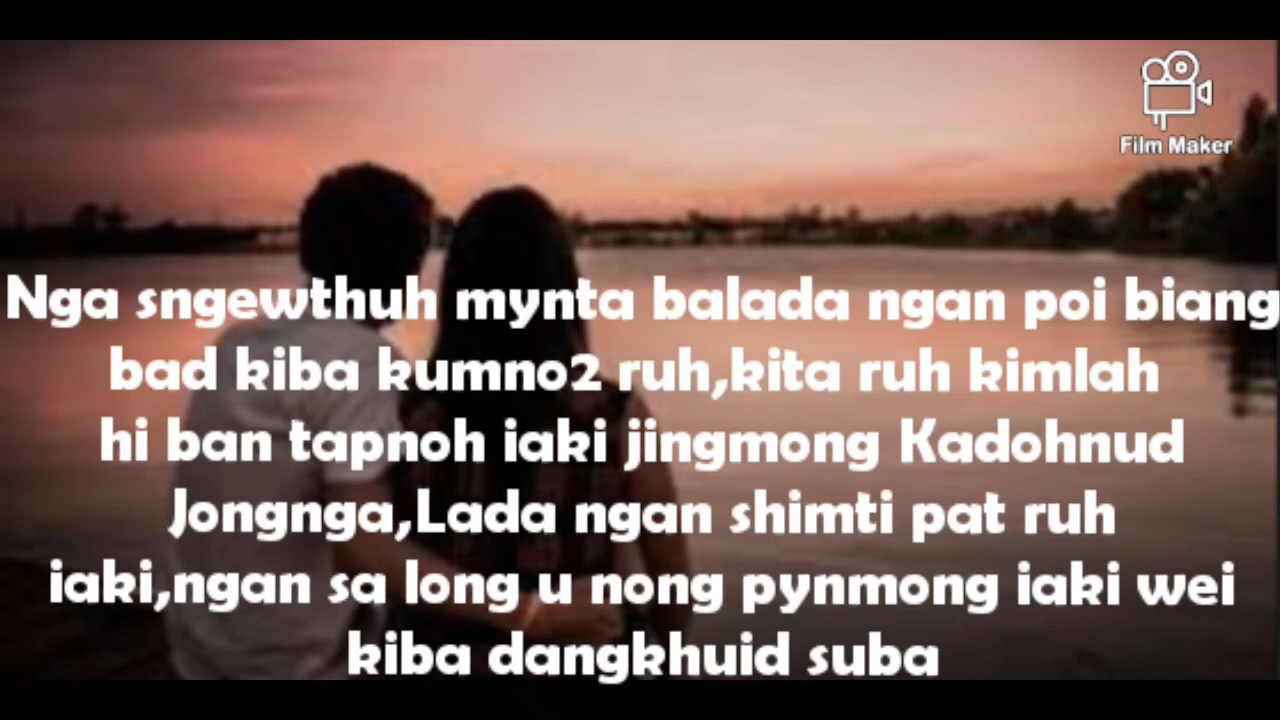 Film Maker
Nga sngewthuh mynta balada ngan poi biang
bad kiba kumno2 ruh,kita ruh kimlah
hi ban tapnoh iaki jingmong Kadohnud
Jongnga,Lada ngan shimti pat ruh
iaki,ngan sa long u nong pynmong iaki wei
kiba dangkhuid suba